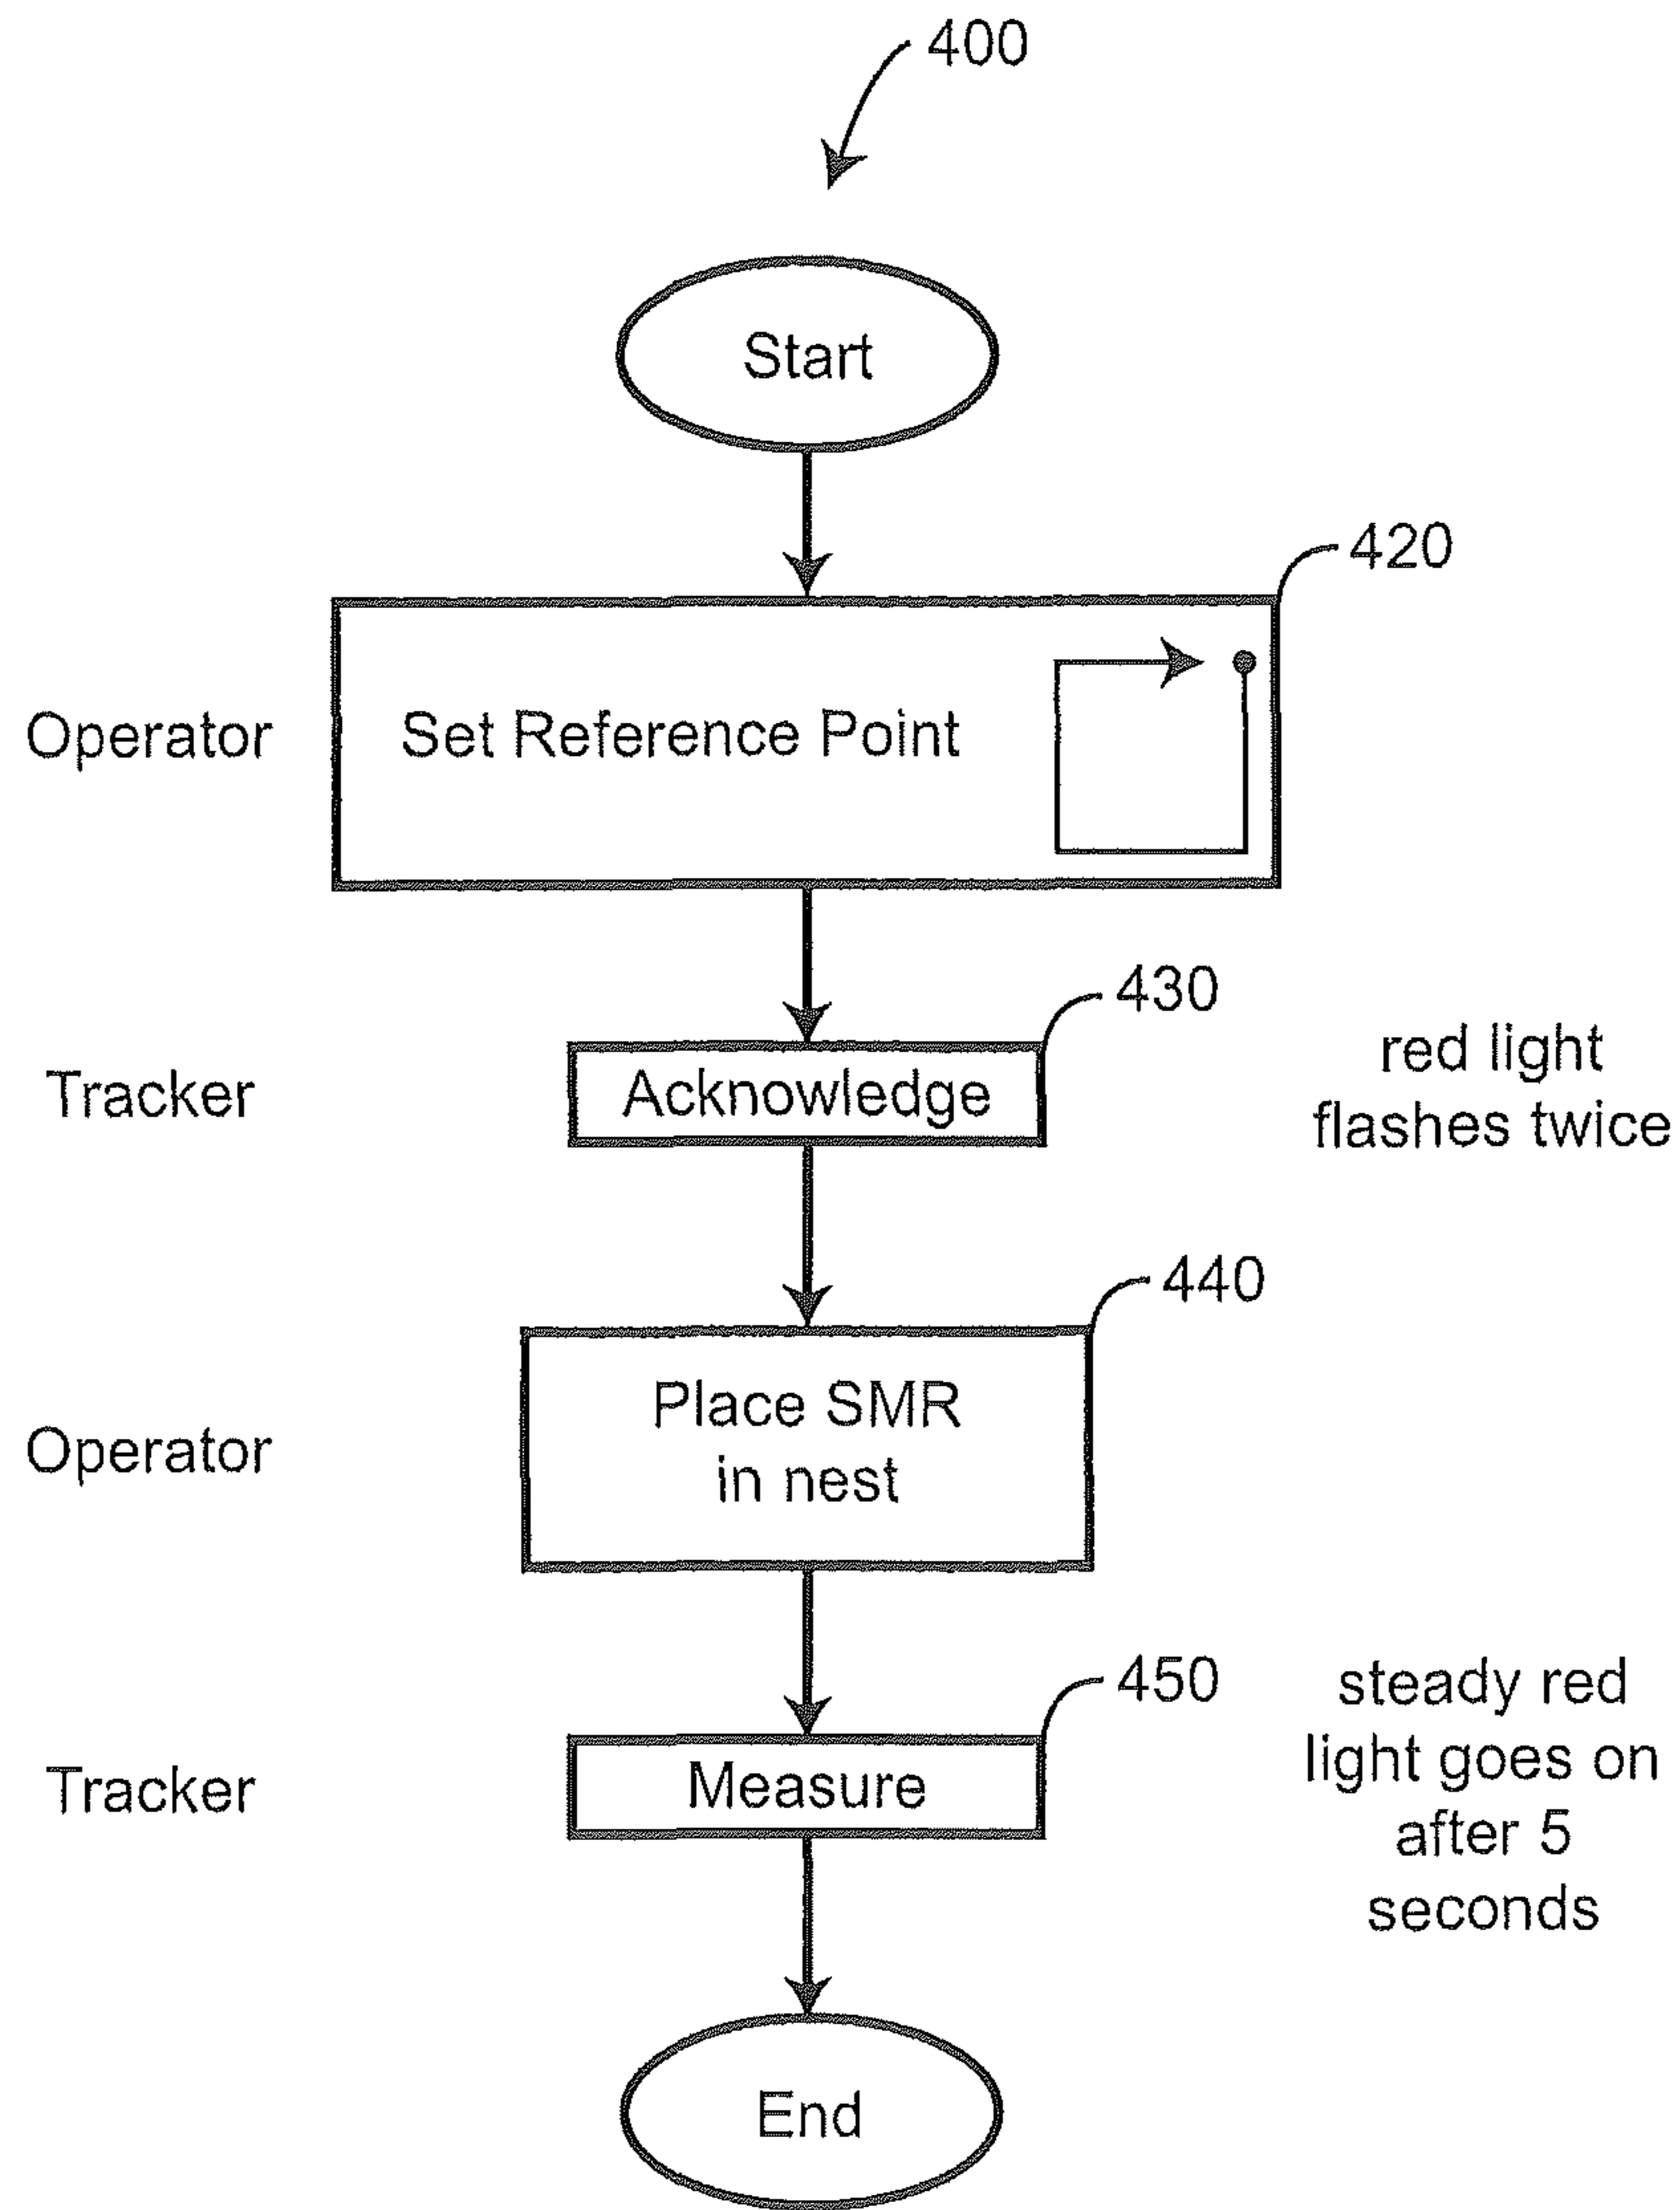 400
Start
420
Operator
Set Reference Point
430
Tracker
Acknowledge
red light
flashes twice
440
Operator
Place SMR
in nest
450
Tracker
Measure
steady red
light goes on
after 5
seconds
End